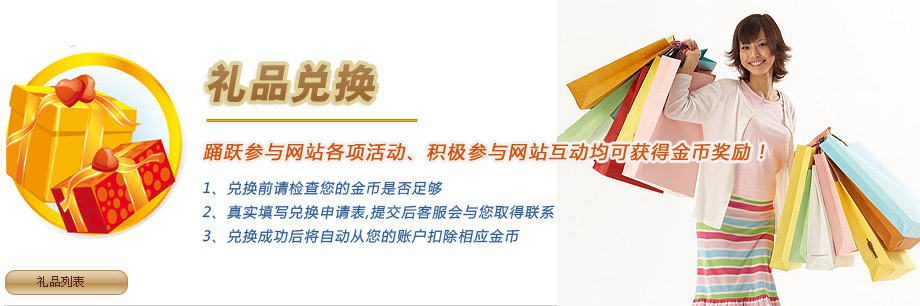 礼品兑换
踊跃参与网站各项活动、积极参与网站互动均可获得金币奖励！
1、兑换前请检查您的金币是否足够
2、真实填写兑换申请表,提交后客服会与您取得联系
3、兑换成功后将自动从您的账户扣除相应金币
礼品列表